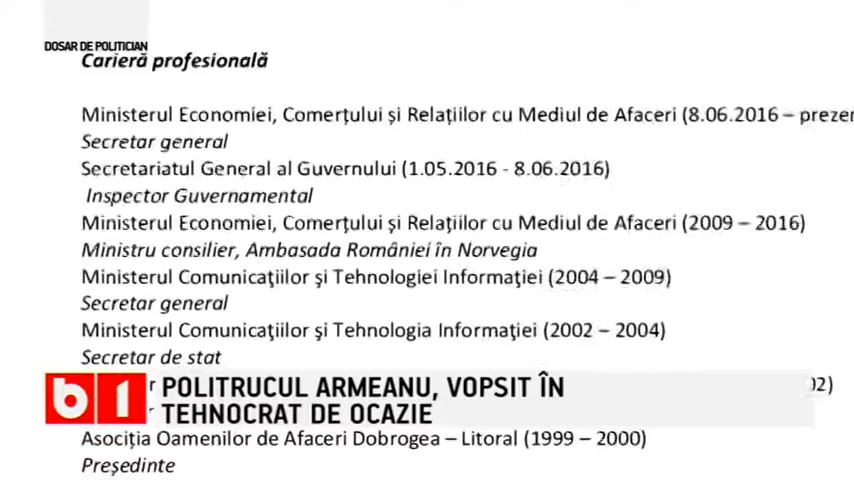 DOSAR DE POLITICIAN
Carieră profesională
Ministerul Economiei, Comerțului și Relațiilor cu Mediul de Afaceri (8.06.2016 – prezen
Secretar general
Secretariatul General al Guvernului (1.05.2016 - 8.06.2016)
Inspector Guvernamental
Ministerul Economiei, Comerțului și Relațiilor cu Mediul de Afaceri (2009 – 2016)
Ministru consilier, Ambasada României în Norvegia
Ministerul Comunicaţiilor şi Tehnologiei Informaţiei (2004 – 2009)
Secretar general
Ministerul Comunicaţiilor şi Tehnologia Informaţiei (2002 – 2004)
Secretar de stat
b1 POLITRUCUL ARMEANU, VOPSIT ÎN
TEHNOCRAT DE OCAZIE
Asociția Oamenilor de Afaceri Dobrogea – Litoral (1999 – 2000)
Președinte